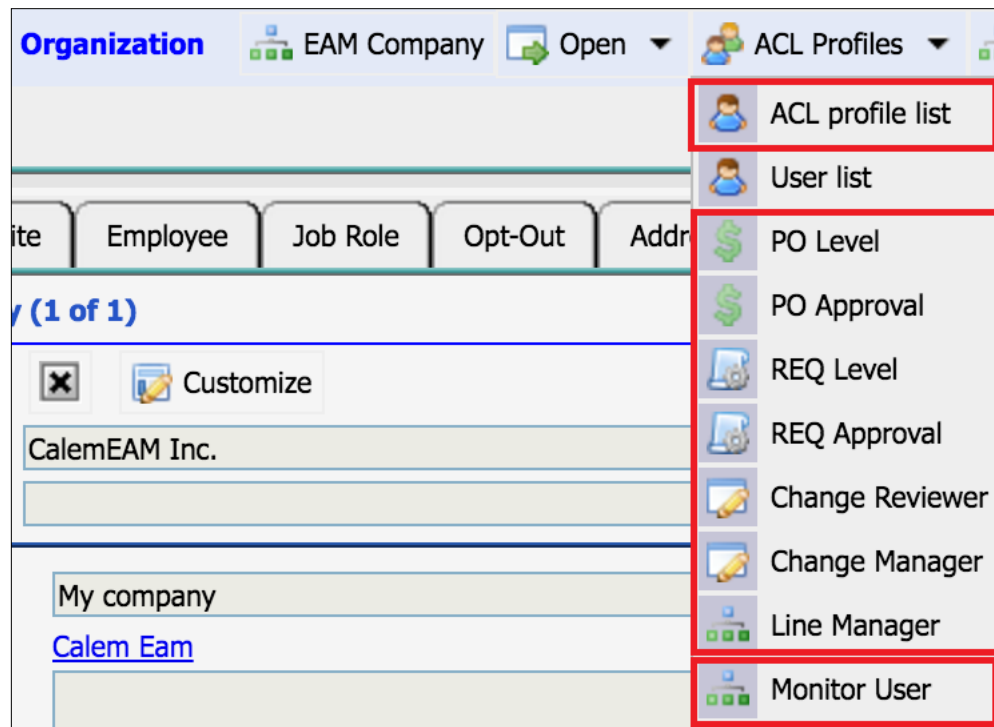 Organization EAM Company Open ACL Profiles
ACL profile list
User list
ite Employee Job Role Opt-Out Addr
PO Level
y (1 of 1)
PO Approval
Customize
REQ Level
CalemEAM Inc.
REQ Approval
Change Reviewer
Change Manager
My company
Line Manager
Calem Eam
Monitor User